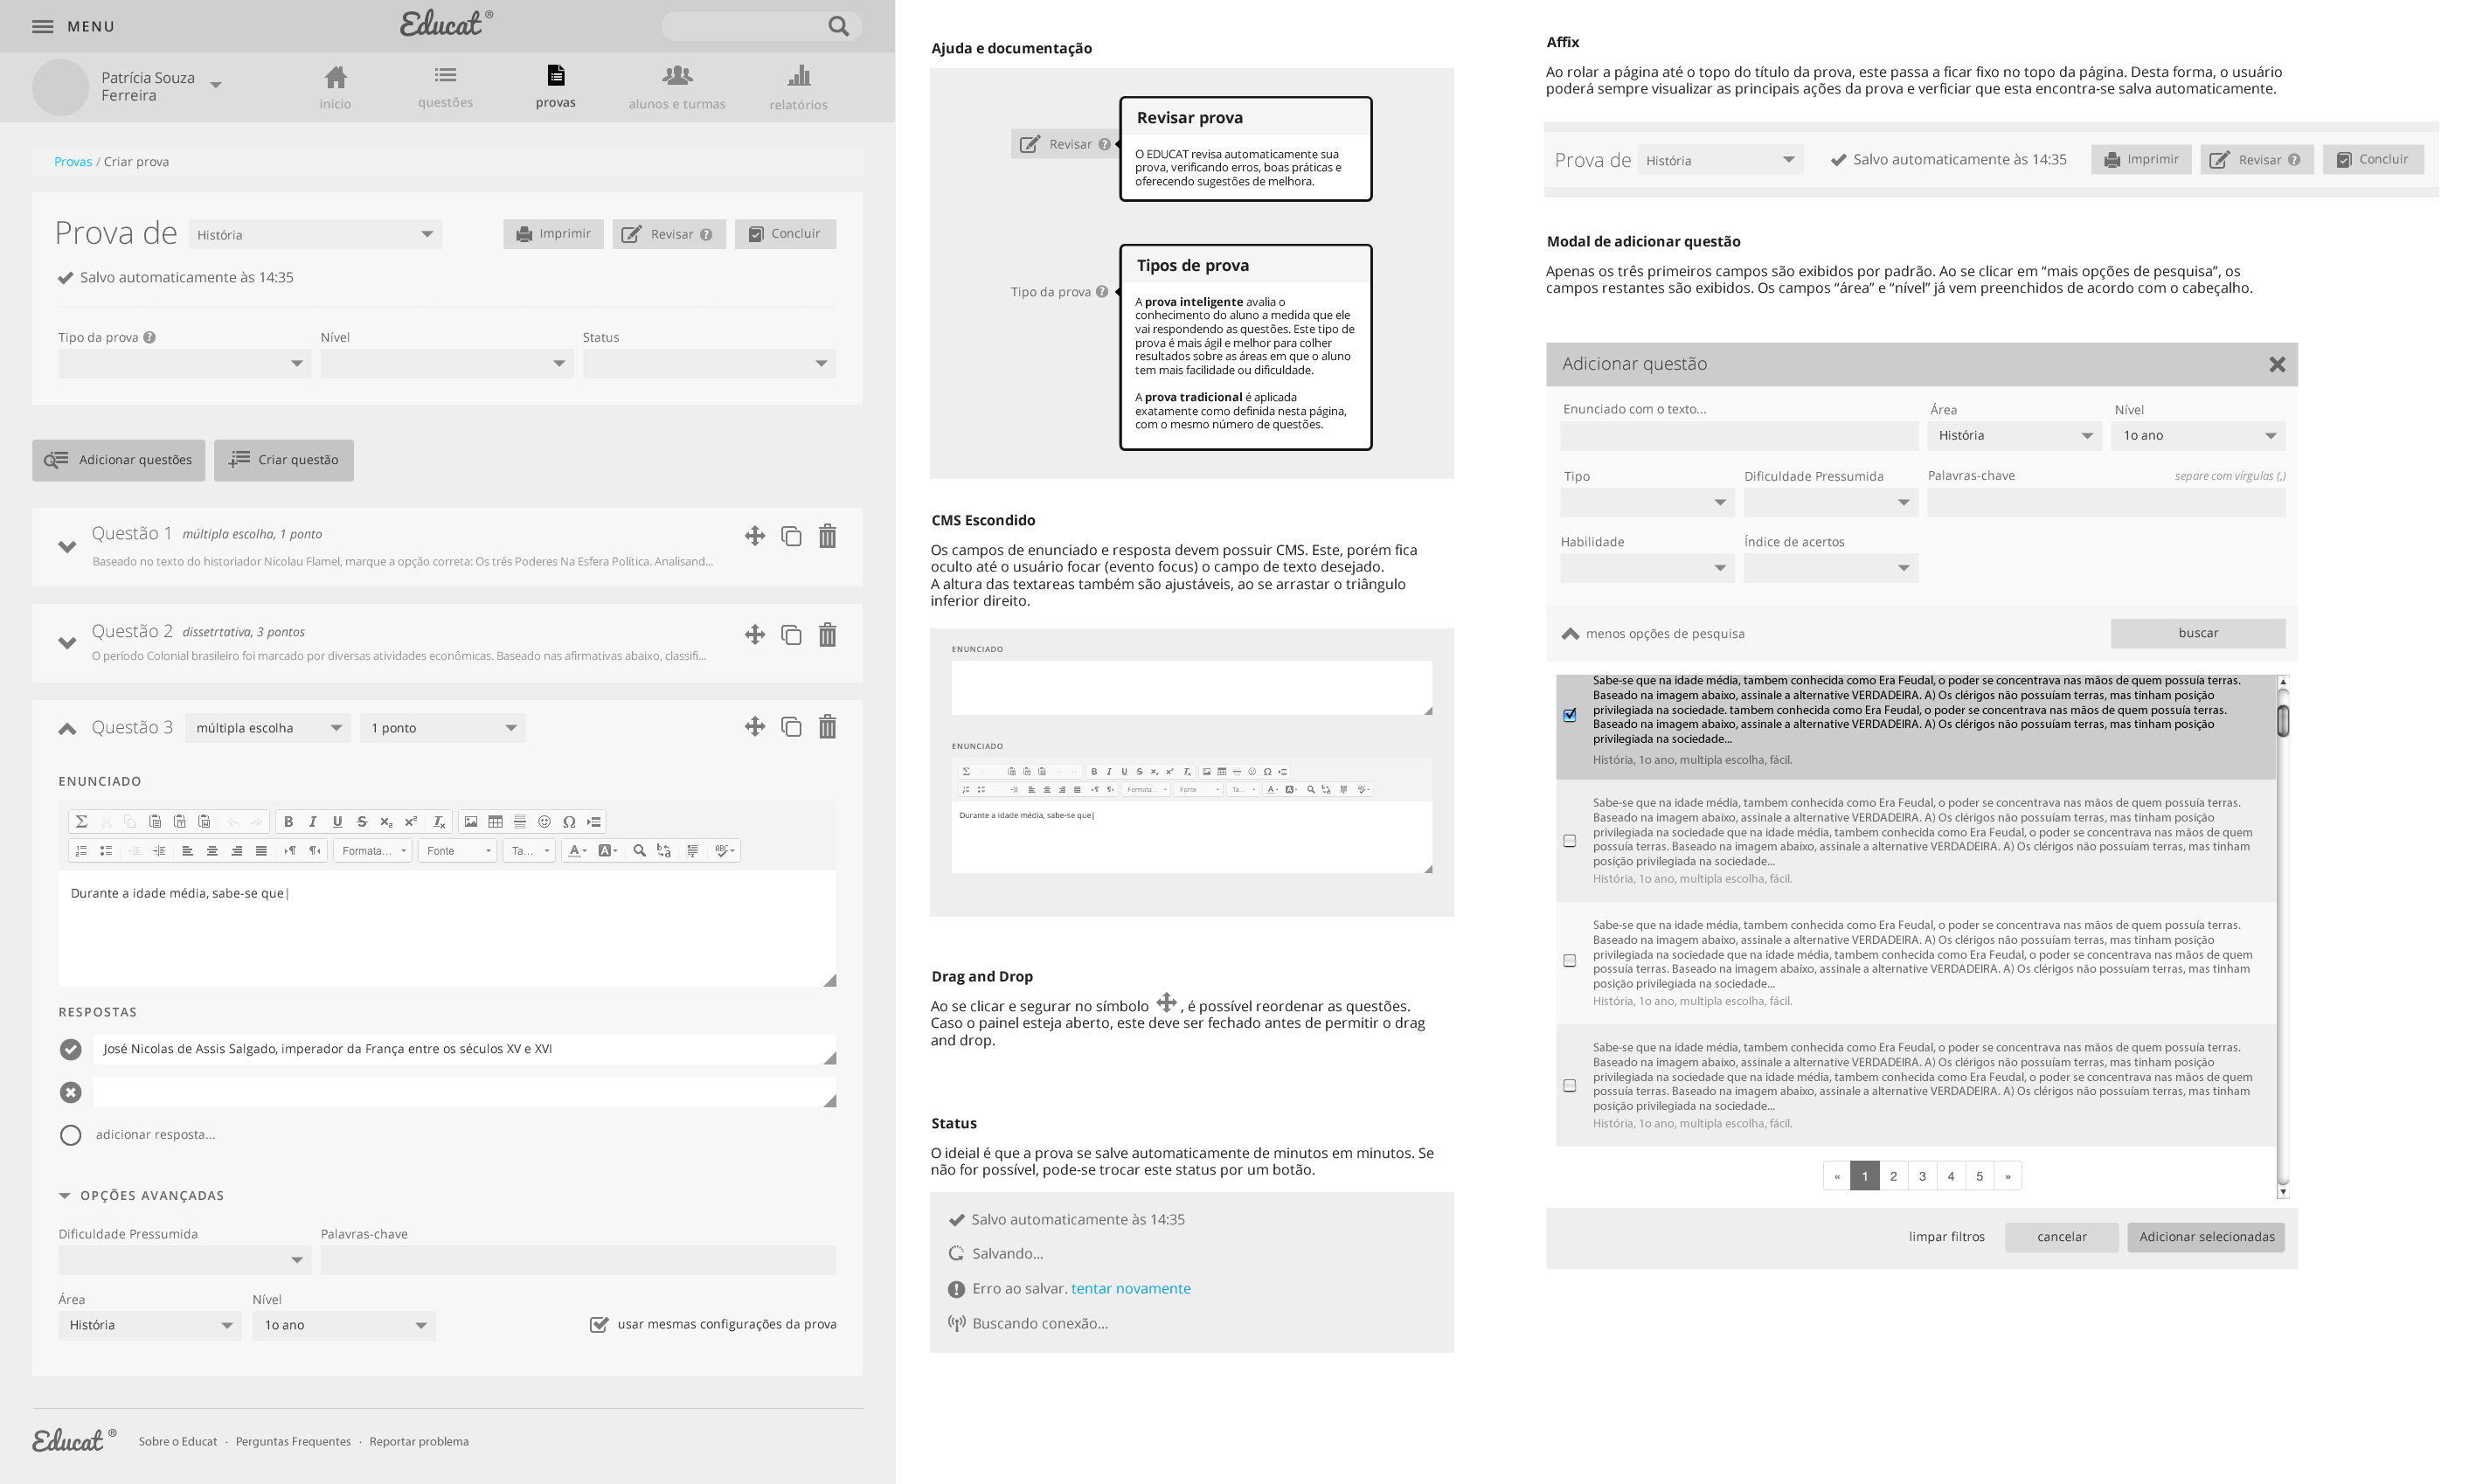 MENU
Educat ®
Patrícia Souza
Ferreira
início
questões
provas
alunos e turmas
relatórios
Provas / Criar prova
Prova de
História
Imprimir
Revisar ?
Concluir
Salvo automaticamente às 14:35
Tipo da prova ?
Nível
Status
Adicionar questões
Criar questão
Questão 1 múltipla escolha, 1 ponto
Baseado no texto do historiador Nicolau Flamel, marque a opção correta: Os três Poderes Na Esfera Política. Analisand...
Questão 2 dissetrtativa, 3 pontos
O período Colonial brasileiro foi marcado por diversas atividades econômicas. Baseado nas afirmativas abaixo, classifi...
Questão 3
múltipla escolha
1 ponto
ENUNCIADO
Formata...
Fonte
Ta...
Durante a idade média, sabe-se que|
RESPOSTAS
José Nicolas de Assis Salgado, imperador da França entre os séculos XV e XVI
adicionar resposta...
OPÇÕES AVANÇADAS
Dificuldade Pressumida
Palavras-chave
Área
Nível
História
1o ano
usar mesmas configurações da prova
Educat ®
Sobre o Educat · Perguntas Frequentes · Reportar problema
Ajuda e documentação
Revisar ?
Revisar prova
O EDUCAT revisa automaticamente sua
prova, verificando erros, boas práticas e
oferecendo sugestões de melhora.
Tipo da prova ?
Tipos de prova
A prova inteligente avalia o
conhecimento do aluno a medida que ele
vai respondendo as questões. Este tipo de
prova é mais ágil e melhor para colher
resultados sobre as áreas em que o aluno
tem mais facilidade ou dificuldade.
A prova tradicional é aplicada
exatamente como definida nesta página,
com o mesmo número de questões.
CMS Escondido
Os campos de enunciado e resposta devem possuir CMS. Este, porém fica
oculto até o usuário focar (evento focus) o campo de texto desejado.
A altura das textareas também são ajustáveis, ao se arrastar o triângulo
inferior direito.
ENUNCIADO
ENUNCIADO
Formata...
Fonte
Ta...
Durante a idade média, sabe-se que|
Drag and Drop
Ao se clicar e segurar no símbolo , é possível reordenar as questões.
Caso o painel esteja aberto, este deve ser fechado antes de permitir o drag
and drop.
Status
O ideial é que a prova se salve automaticamente de minutos em minutos. Se
não for possível, pode-se trocar este status por um botão.
Salvo automaticamente às 14:35
Salvando...
Erro ao salvar. tentar novamente
Buscando conexão...
Affix
Ao rolar a página até o topo do título da prova, este passa a ficar fixo no topo da página. Desta forma, o usuário
poderá sempre visualizar as principais ações da prova e verficiar que esta encontra-se salva automaticamente.
Prova de
História
Salvo automaticamente às 14:35
Imprimir
Revisar ?
Concluir
Modal de adicionar questão
Apenas os três primeiros campos são exibidos por padrão. Ao se clicar em “mais opções de pesquisa”, os
campos restantes são exibidos. Os campos “área” e “nível” já vem preenchidos de acordo com o cabeçalho.
Adicionar questão
Enunciado com o texto...
Área
Nível
História
1o ano
Tipo
Dificuldade Pressumida
Palavras-chave
separe com vírgulas (,)
Habilidade
Índice de acertos
menos opções de pesquisa
buscar
Sabe-se que na idade média, tambem conhecida como Era Feudal, o poder se concentrava nas mãos de quem possuía terras.
Baseado na imagem abaixo, assinale a alternative VERDADEIRA. A) Os clérigos não possuíam terras, mas tinham posição
privilegiada na sociedade. tambem conhecida como Era Feudal, o poder se concentrava nas mãos de quem possuía terras.
Baseado na imagem abaixo, assinale a alternative VERDADEIRA. A) Os clérigos não possuíam terras, mas tinham posição
privilegiada na sociedade...
História, 1o ano, multipla escolha, fácil.
Sabe-se que na idade média, tambem conhecida como Era Feudal, o poder se concentrava nas mãos de quem possuía terras.
Baseado na imagem abaixo, assinale a alternative VERDADEIRA. A) Os clérigos não possuíam terras, mas tinham posição
privilegiada na sociedade que na idade média, tambem conhecida como Era Feudal, o poder se concentrava nas mãos de quem
possuía terras. Baseado na imagem abaixo, assinale a alternative VERDADEIRA. A) Os clérigos não possuíam terras, mas tinham
posição privilegiada na sociedade...
História, 1o ano, multipla escolha, fácil.
Sabe-se que na idade média, tambem conhecida como Era Feudal, o poder se concentrava nas mãos de quem possuía terras.
Baseado na imagem abaixo, assinale a alternative VERDADEIRA. A) Os clérigos não possuíam terras, mas tinham posição
privilegiada na sociedade que na idade média, tambem conhecida como Era Feudal, o poder se concentrava nas mãos de quem
possuía terras. Baseado na imagem abaixo, assinale a alternative VERDADEIRA. A) Os clérigos não possuíam terras, mas tinham
posição privilegiada na sociedade...
História, 1o ano, multipla escolha, fácil.
Sabe-se que na idade média, tambem conhecida como Era Feudal, o poder se concentrava nas mãos de quem possuía terras.
Baseado na imagem abaixo, assinale a alternative VERDADEIRA. A) Os clérigos não possuíam terras, mas tinham posição
privilegiada na sociedade que na idade média, tambem conhecida como Era Feudal, o poder se concentrava nas mãos de quem
possuía terras. Baseado na imagem abaixo, assinale a alternative VERDADEIRA. A) Os clérigos não possuíam terras, mas tinham
posição privilegiada na sociedade...
História, 1o ano, multipla escolha, fácil.
« 1 2 3 4 5 »
limpar filtros
cancelar
Adicionar selecionadas